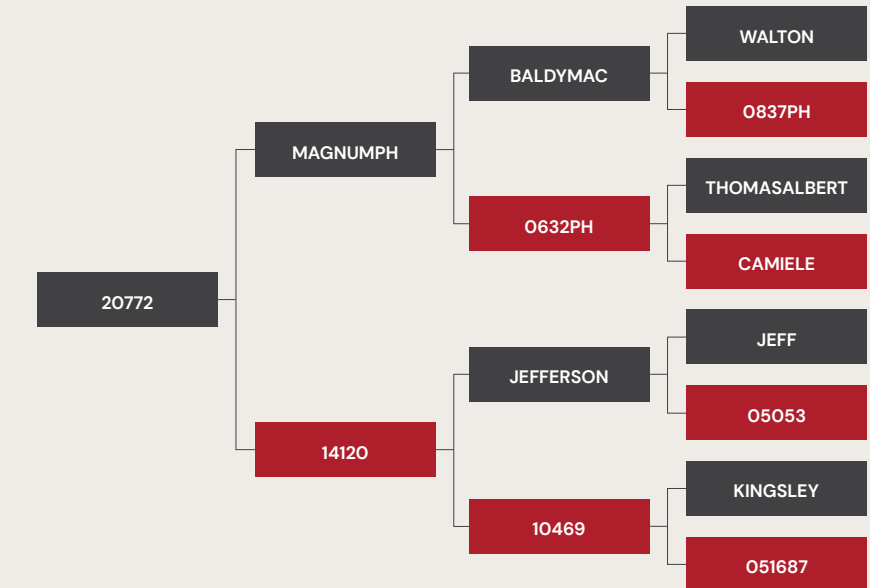 WALTON
BALDYMAC
0837PH
MAGNUMPH
THOMASALBERT
0632PH
CAMIELE
20772
JEFF
JEFFERSON
05053
14120
KINGSLEY
10469
051687